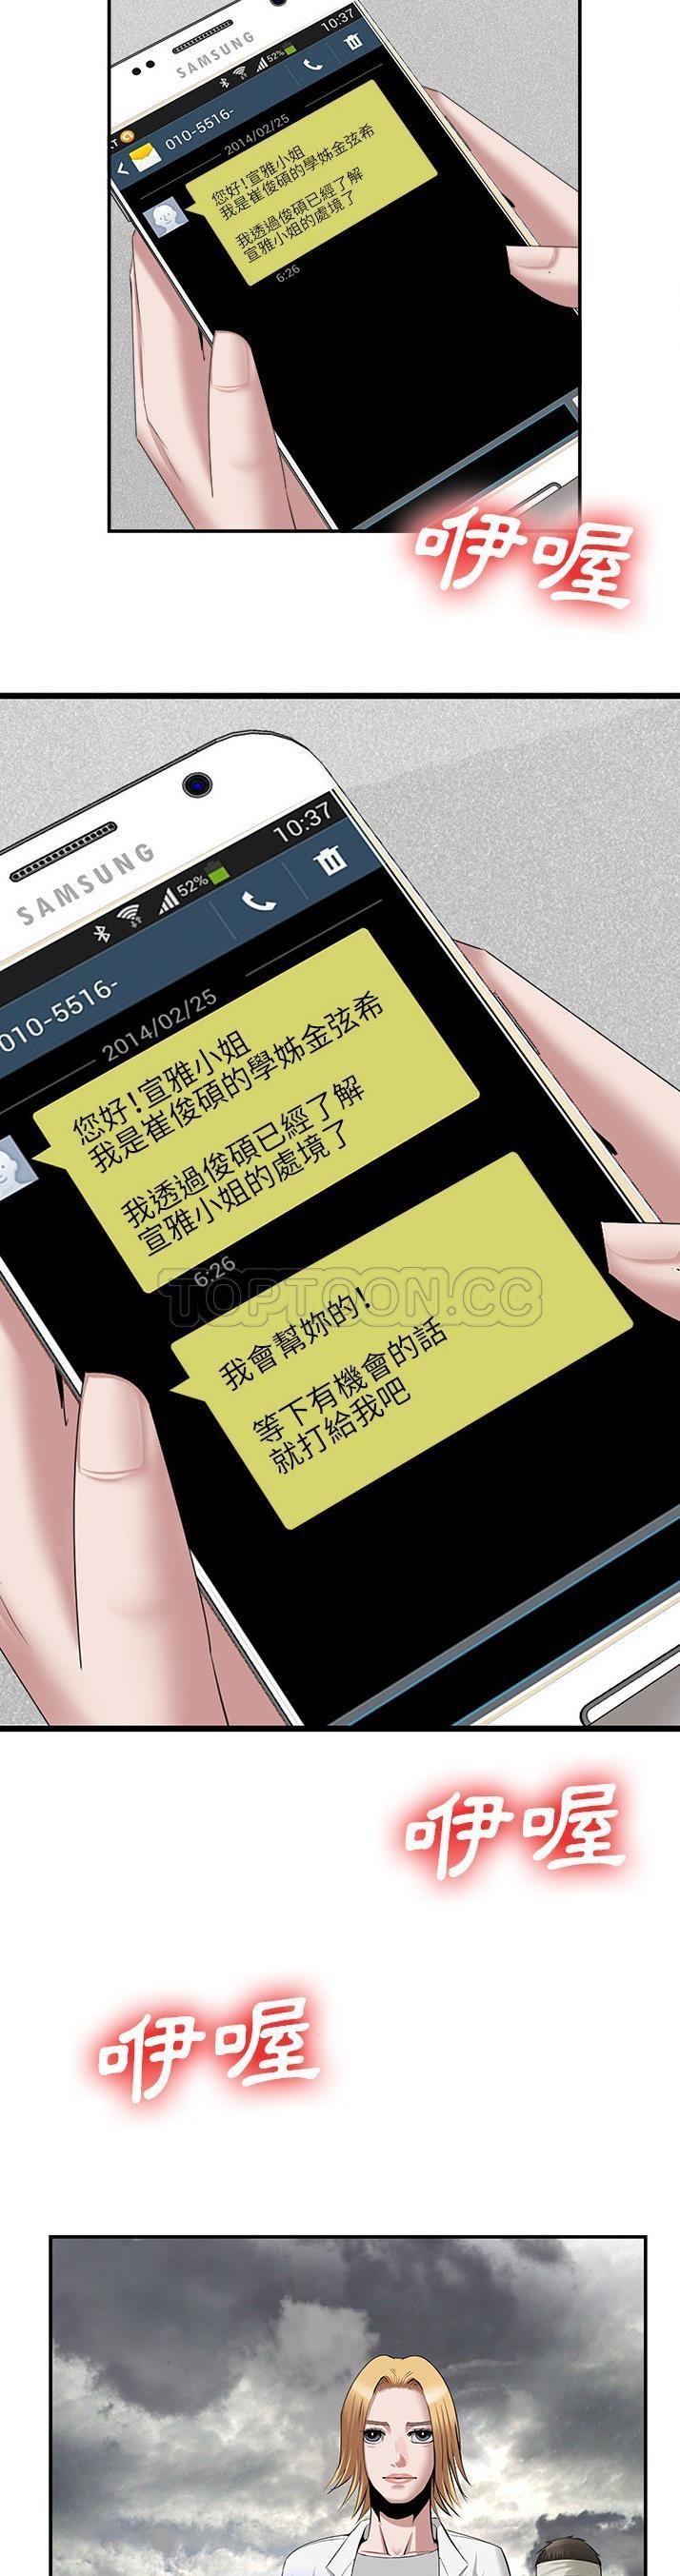 10:37
SAMSUNG
52%
010-5516-
2014/02/25
您好!宣雅小姐
我是崔俊碩的學姊金弦希
我透過俊碩已經了解
宣雅小姐的處境了
6:26
咿喔
10:37
SAMSUNG
52%
010-5516-
2014/02/25
您好!宣雅小姐
我是崔俊碩的學姊金弦希
我透過俊碩已經了解
宣雅小姐的處境了
6:26
TOPTOON.CC
我會幫妳的!
等下有機會的話
就打給我吧
咿喔
咿喔